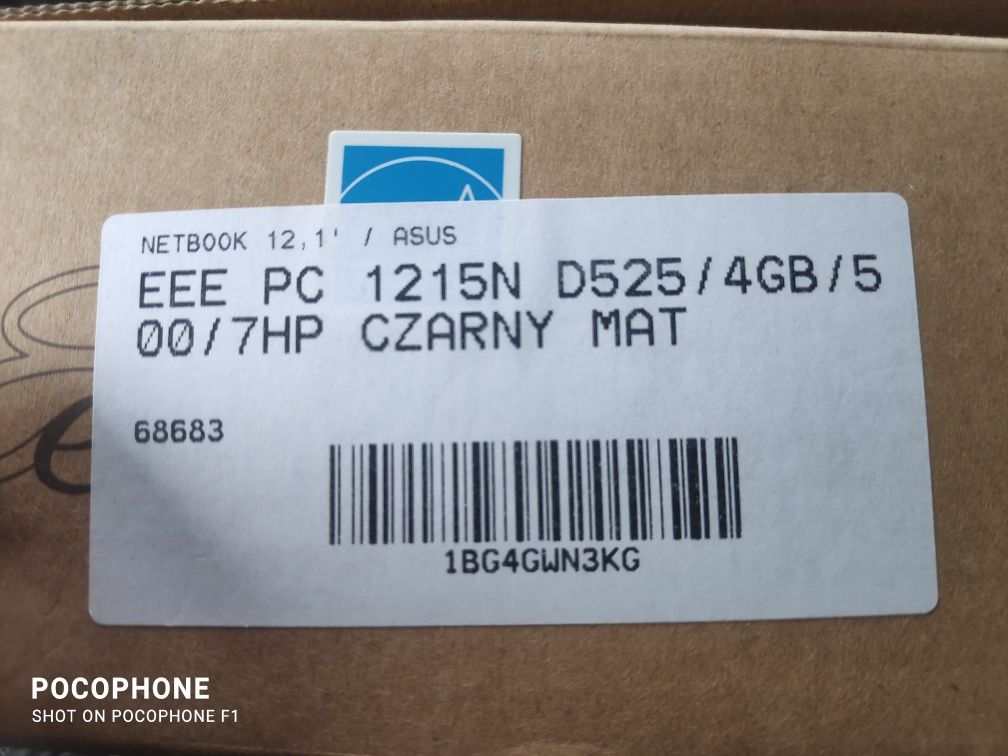 NETBOOK 12,1' / ASUS
EEE PC 1215N D525/4GB/5
00/7HP CZARNY MAT
68683
1BG4GWN3KG
POCOPHONE
SHOT ON POCOPHONE F1